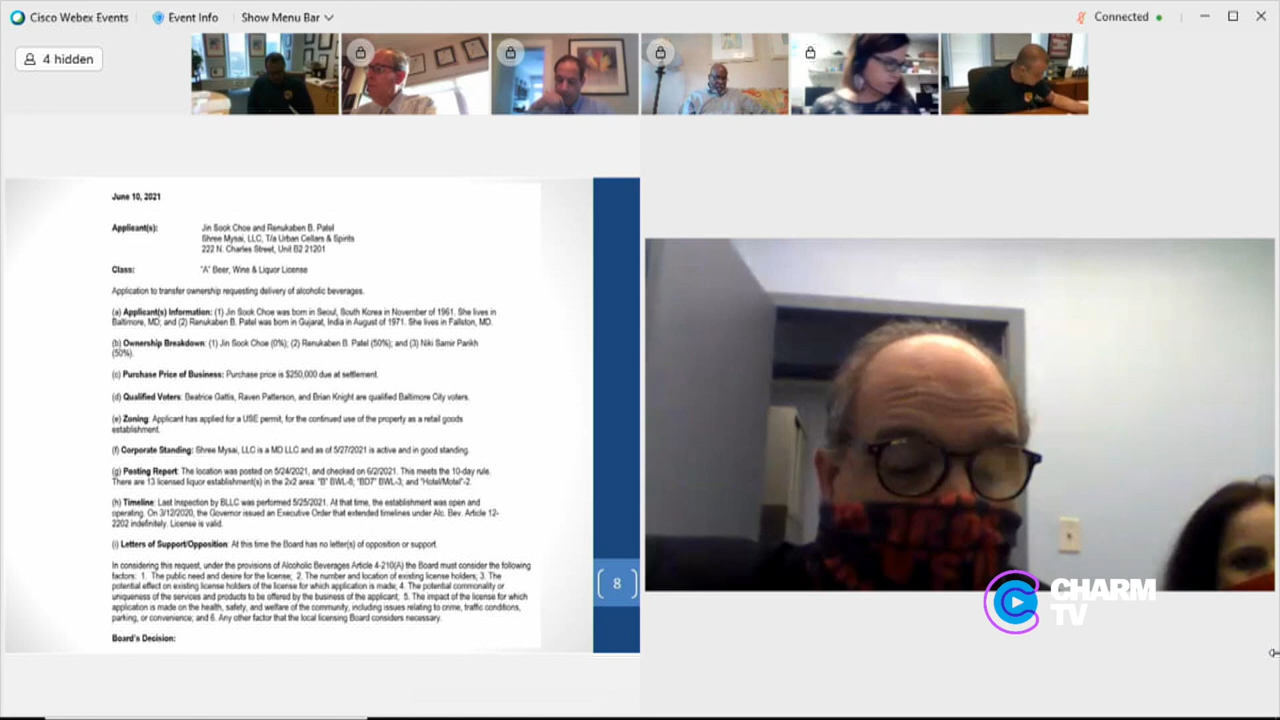 Cisco Webex Events
Event Info
Show Menu Bar
Connected
4 hidden
June 10, 2021
Applicant(s): Jin Sook Choe and Renukaben B. Patel
Shree Mysai, LLC, T/a Urban Cellars & Spirits
222 N. Charles Street, Unit B2 21201
Class: "A" Beer, Wine & Liquor License
Application to transfer ownership requesting delivery of alcoholic beverages.
(a) Applicant(s) Information: (1) Jin Sook Choe was born in Seoul, South Korea in November of 1961. She lives in
Baltimore, MD; and (2) Renukaben B. Patel was born in Gujarat, India in August of 1971. She lives in Fallston, MD.
(b) Ownership Breakdown: (1) Jin Sook Choe (0%); (2) Renukaben B. Patel (50%); and (3) Niki Samir Parikh
(50%).
(c) Purchase Price of Business: Purchase price is $250,000 due at settlement.
(d) Qualified Voters: Beatrice Gattis, Raven Patterson, and Brian Knight are qualified Baltimore City voters.
(e) Zoning: Applicant has applied for a USE permit, for the continued use of the property as a retail goods
establishment.
(f) Corporate Standing: Shree Mysai, LLC is a MD LLC and as of 5/27/2021 is active and in good standing.
(g) Posting Report: The location was posted on 5/24/2021, and checked on 6/2/2021. This meets the 10-day rule.
There are 13 licensed liquor establishment(s) in the 2x2 area: "B" BWL-8; "BD7" BWL-3; and "Hotel/Motel"-2.
(h) Timeline: Last Inspection by BLLC was performed 5/25/2021. At that time, the establishment was open and
operating. On 3/12/2020, the Governor issued an Executive Order that extended timelines under Alc. Bev. Article 12-
2202 indefinitely. License is valid.
(i) Letters of Support/Opposition: At this time the Board has no letter(s) of opposition or support.
In considering this request, under the provisions of Alcoholic Beverages Article 4-210(A) the Board must consider the following
factors: 1. The public need and desire for the license; 2. The number and location of existing license holders; 3. The
potential effect on existing license holders of the license for which application is made; 4. The potential commonality or
uniqueness of the services and products to be offered by the business of the applicant; 5. The impact of the license for which
application is made on the health, safety, and welfare of the community, including issues relating to crime, traffic conditions,
parking, or convenience; and 6. Any other factor that the local licensing Board considers necessary.
Board's Decision:
8
CHARM
TV